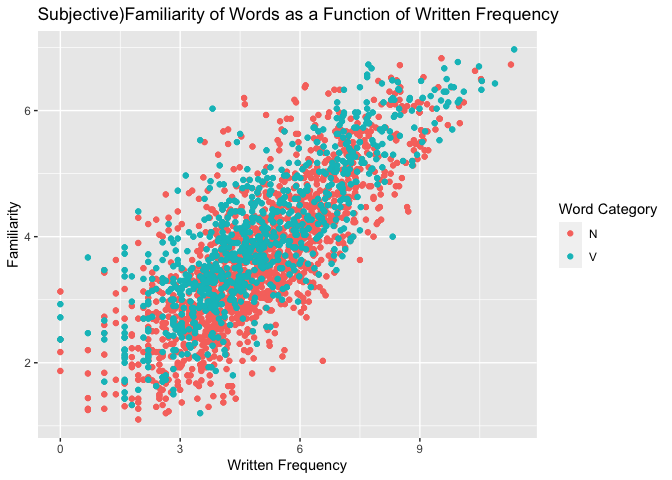 Subjective)Familiarity of Words as a Function of Written Frequency
6
4
2
Familiarity
0
3
6
9
Written Frequency
Word Category
N
V